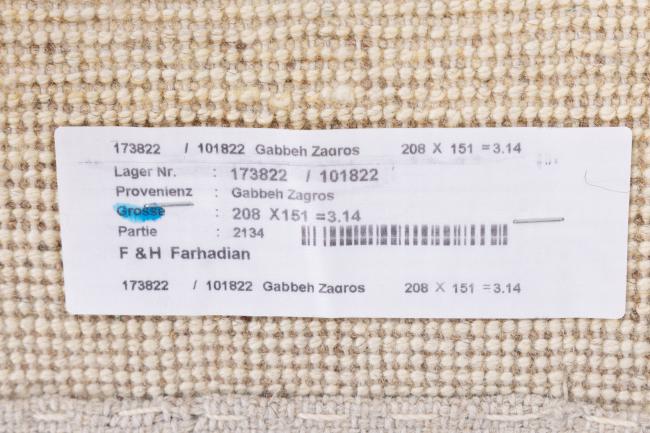 173822 / 101822 Gabbeh Zagros 208 X 151 =3.14
Lager Nr. : 173822 / 101822
Provenienz : Gabbeh Zagros
Grosse : 208 X151 =3.14
Partie : 2134
F & H Farhadian
173822 / 101822 Gabbeh Zagros 208 X 151 =3.14